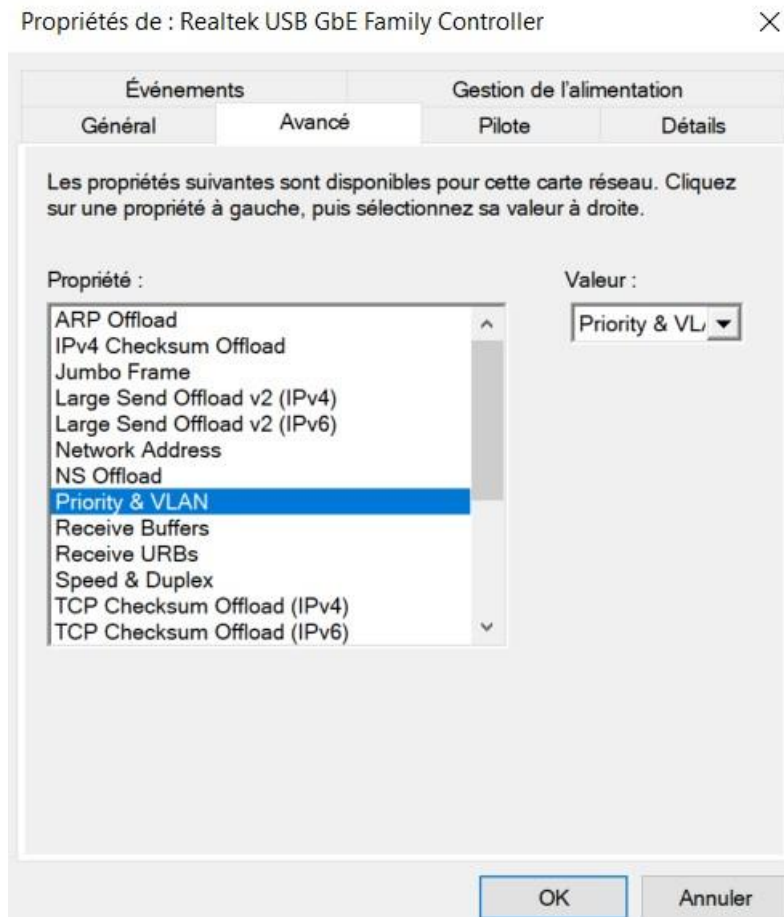 Propriétés de : Realtek USB GbE Family Controller
Événements
Gestion de l'alimentation
Général
Avancé
Pilote
Détails
Les propriétés suivantes sont disponibles pour cette carte réseau. Cliquez
sur une propriété à gauche, puis sélectionnez sa valeur à droite.
Propriété :
Valeur :
ARP Offload
IPv4 Checksum Offload
Jumbo Frame
Large Send Offload v2 (IPv4)
Large Send Offload v2 (IPv6)
Network Address
NS Offload
Priority & VLAN
Receive Buffers
Receive URBs
Speed & Duplex
TCP Checksum Offload (IPv4)
TCP Checksum Offload (IPv6)
Priority & VL
OK
Annuler